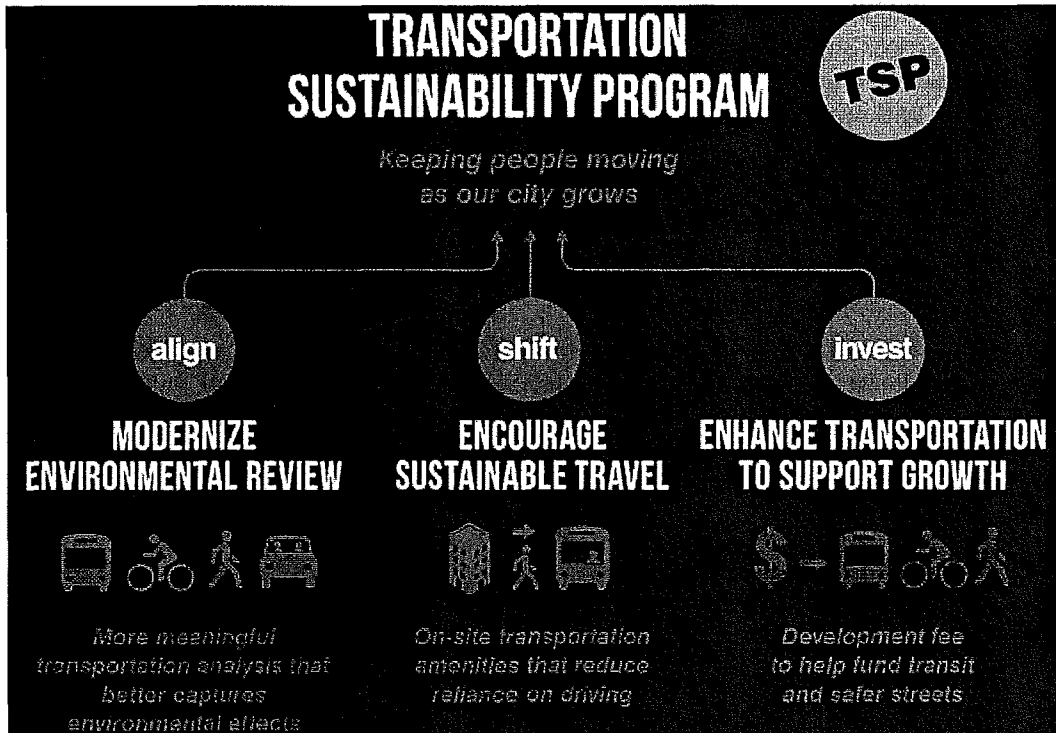 TRANSPORTATION
SUSTAINABILITY PROGRAM
TSP
Keeping people moving
as our city grows
align
MODERNIZE
ENVIRONMENTAL REVIEW
More meaningful
transportation analysis that
better captures
environmental effects
shift
ENCOURAGE
SUSTAINABLE TRAVEL
On-site transportation
amenities that reduce
reliance on driving
invest
ENHANCE TRANSPORTATION
TO SUPPORT GROWTH
$
Development fee
to help fund transit
and safer streets